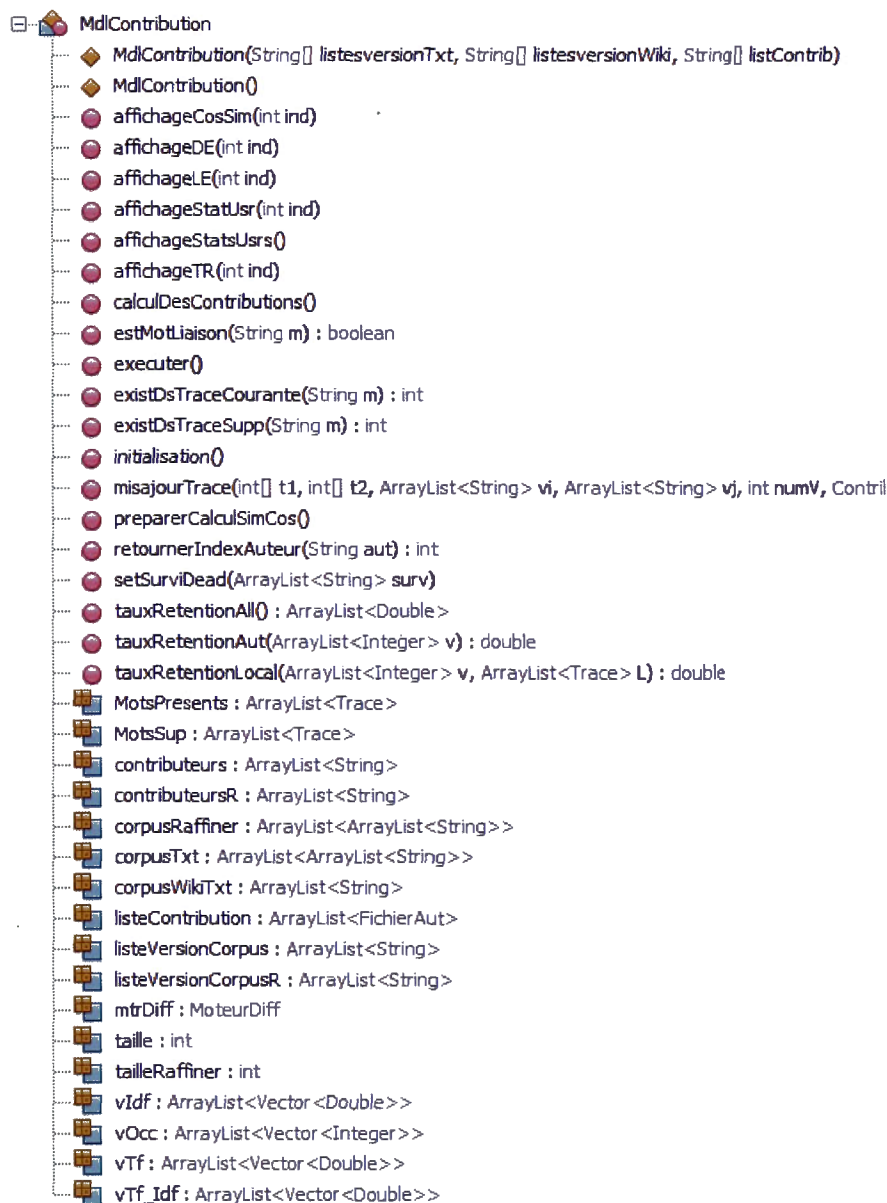 MdlContribution
MdlContribution(String[] listesversionTxt, String[] listesversionWiki, String[] listContrib)
MdlContribution()
affichageCosSim(int ind)
affichageDE(int ind)
affichageLE(int ind)
affichageStatUsr(int ind)
affichageStatsUsrs()
affichageTR(int ind)
calculDesContributions()
estMotLiaison(String m) : boolean
executer()
existDsTraceCourante(String m) : int
existDsTraceSupp(String m) : int
initialisation()
misajourTrace(int[] t1, int[] t2, ArrayList<String> vi, ArrayList<String> vj, int numV, Contril
preparerCalculSimCos()
retournerIndexAuteur(String aut) : int
setSurviDead(ArrayList<String> surv)
tauxRetentionAll() : ArrayList<Double>
tauxRetentionAut(ArrayList<Integer> v) : double
tauxRetentionLocal(ArrayList<Integer> v, ArrayList<Trace> L) : double
MotsPresents : ArrayList<Trace>
MotsSup : ArrayList<Trace>
contributeurs : ArrayList<String>
contributeursR : ArrayList<String>
corpusRaffiner : ArrayList<ArrayList<String>>
corpusTxt : ArrayList<ArrayList<String>>
corpusWikiTxt : ArrayList<String>
listeContribution : ArrayList<FichierAut>
listeVersionCorpus : ArrayList<String>
listeVersionCorpusR : ArrayList<String>
mtrDiff : MoteurDiff
taille : int
tailleRaffiner : int
vIdf : ArrayList<Vector<Double>>
vOcc : ArrayList<Vector<Integer>>
vTf : ArrayList<Vector<Double>>
vTf_Idf : ArrayList<Vector<Double>>